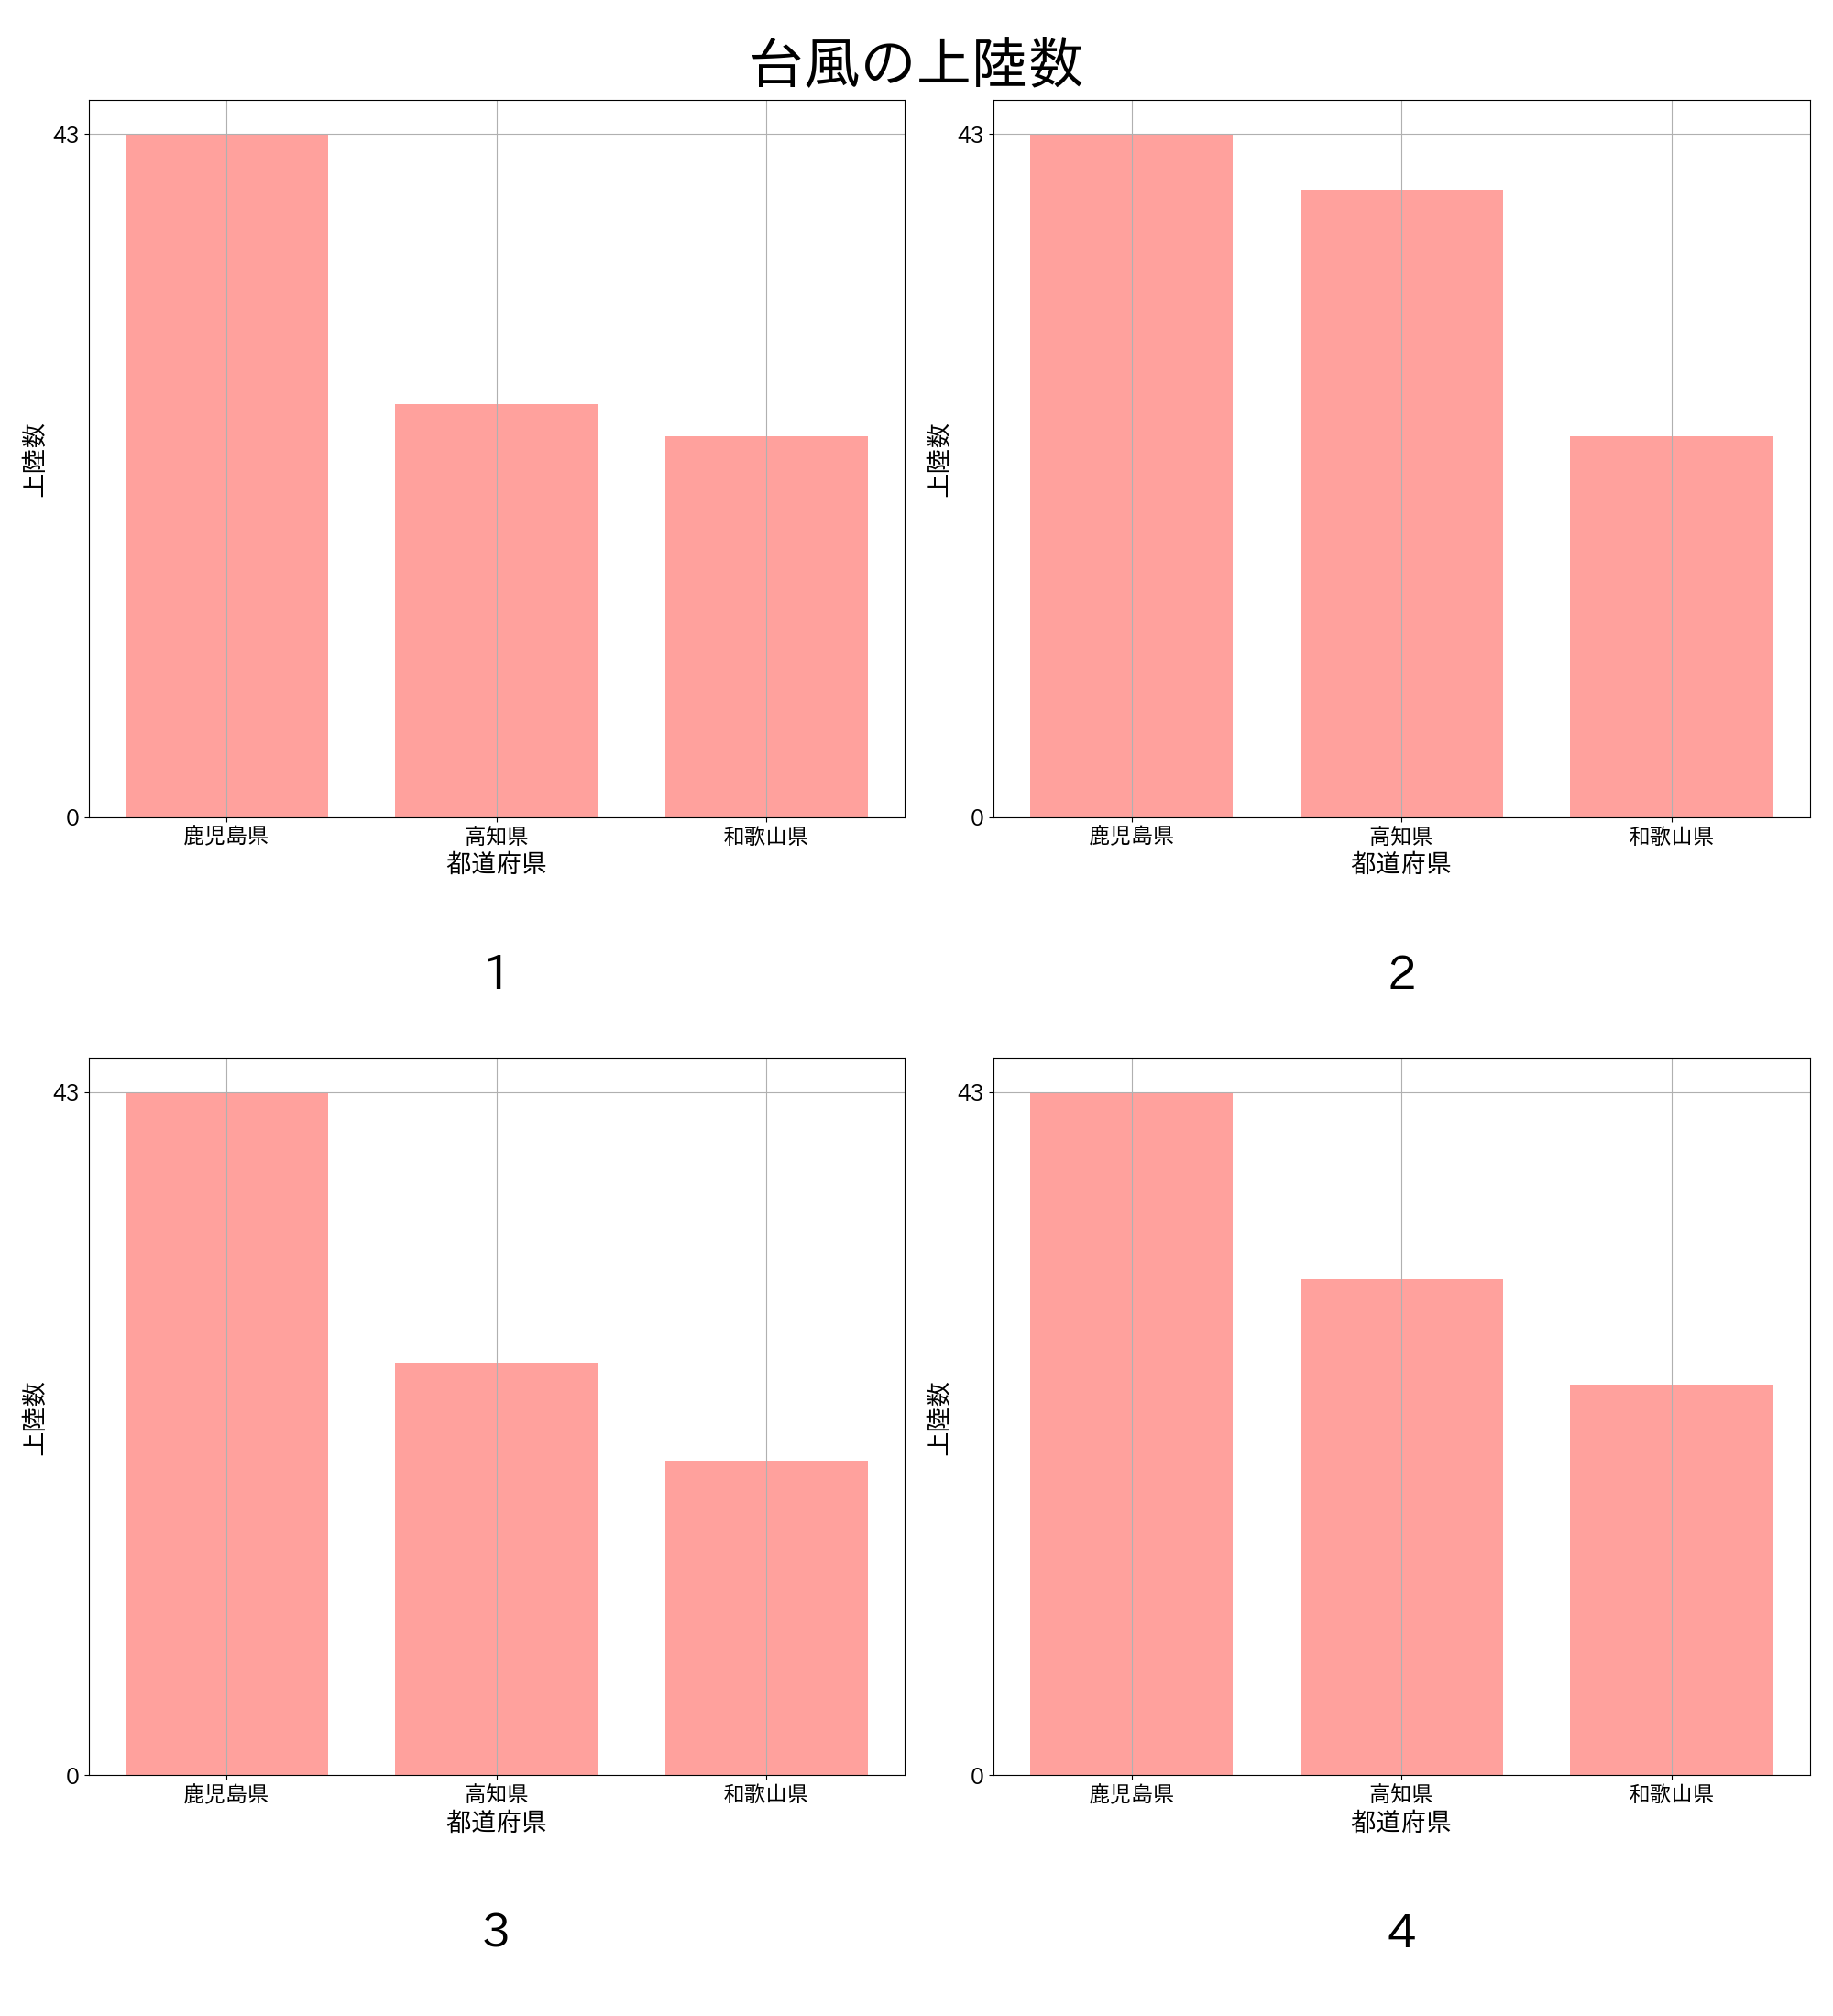 台風の上陸数
43
0
上陸数
鹿児島県 高知県 和歌山県
都道府県
1
43
0
上陸数
鹿児島県 高知県 和歌山県
都道府県
2
43
0
上陸数
鹿児島県 高知県 和歌山県
都道府県
3
43
0
上陸数
鹿児島県 高知県 和歌山県
都道府県
4